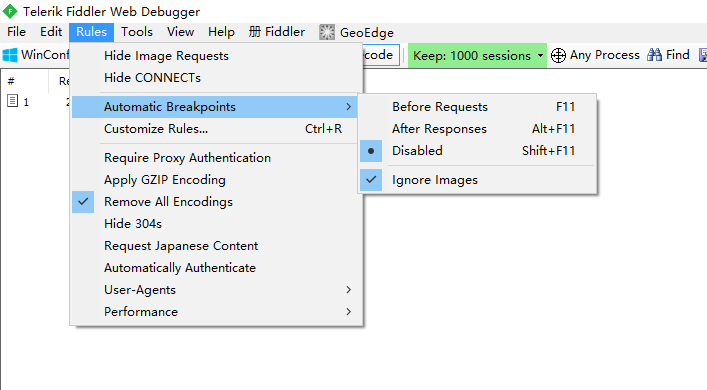 Telerik Fiddler Web Debugger
File Edit Rules Tools View Help 册 Fiddler GeoEdge
WinConf code Keep: 1000 sessions Any Process Find
# Re
1 2
Hide Image Requests
Hide CONNECTs
Automatic Breakpoints
Customize Rules... Ctrl+R
Require Proxy Authentication
Apply GZIP Encoding
Remove All Encodings
Hide 304s
Request Japanese Content
Automatically Authenticate
User-Agents
Performance
Before Requests F11
After Responses Alt+F11
Disabled Shift+F11
Ignore Images